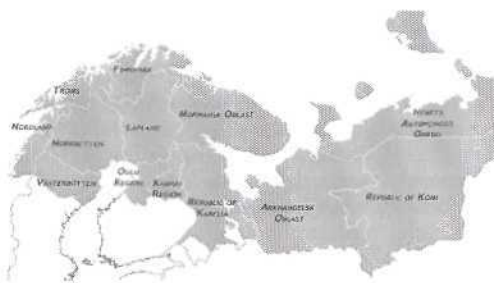 FINNMARK
TROMS
NORDLAND
MURMANSK OBLAST
NENETS
AUTONOMOUS
OKRUG
LAPLAND
NORRBOTTEN
VÄSTERBOTTEN
OULU
REGION
KAINUU
REGION
REPUBLIC OF
KARELIA
ARKHANGELSK
OBLAST
REPUBLIC OF KOMI